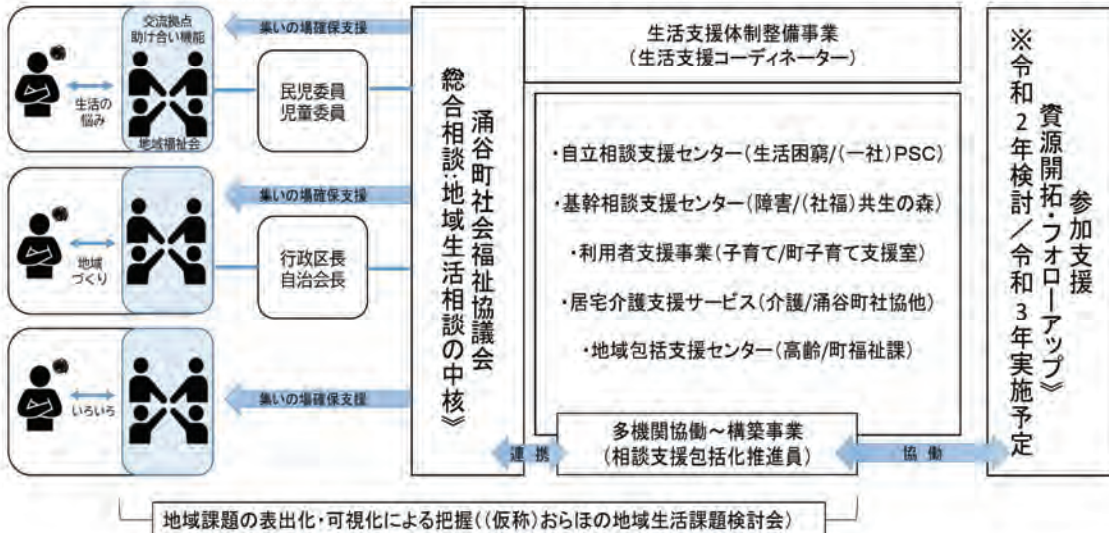 交流拠点
助け合い機能
生活の
悩み
地域福祉会
集いの場確保支援
民児委員
児童委員
地域
づくり
集いの場確保支援
行政区長
自治会長
いろいろ
集いの場確保支援
涌谷町社会福祉協議会
《総合相談:地域生活相談の中核》
生活支援体制整備事業
(生活支援コーディネーター)
・自立相談支援センター(生活困窮/(一社)PSC)
・基幹相談支援センター(障害/(社福)共生の森)
・利用者支援事業(子育て/町子育て支援室)
・居宅介護支援サービス(介護/涌谷町社協他)
・地域包括支援センター(高齢/町福祉課)
多機関協働～構築事業
(相談支援包括化推進員)
連携
協働
参加支援
《資源開拓・フォローアップ》
※令和2年検討/令和3年実施予定
地域課題の表出化・可視化による把握((仮称)おらほの地域生活課題検討会)